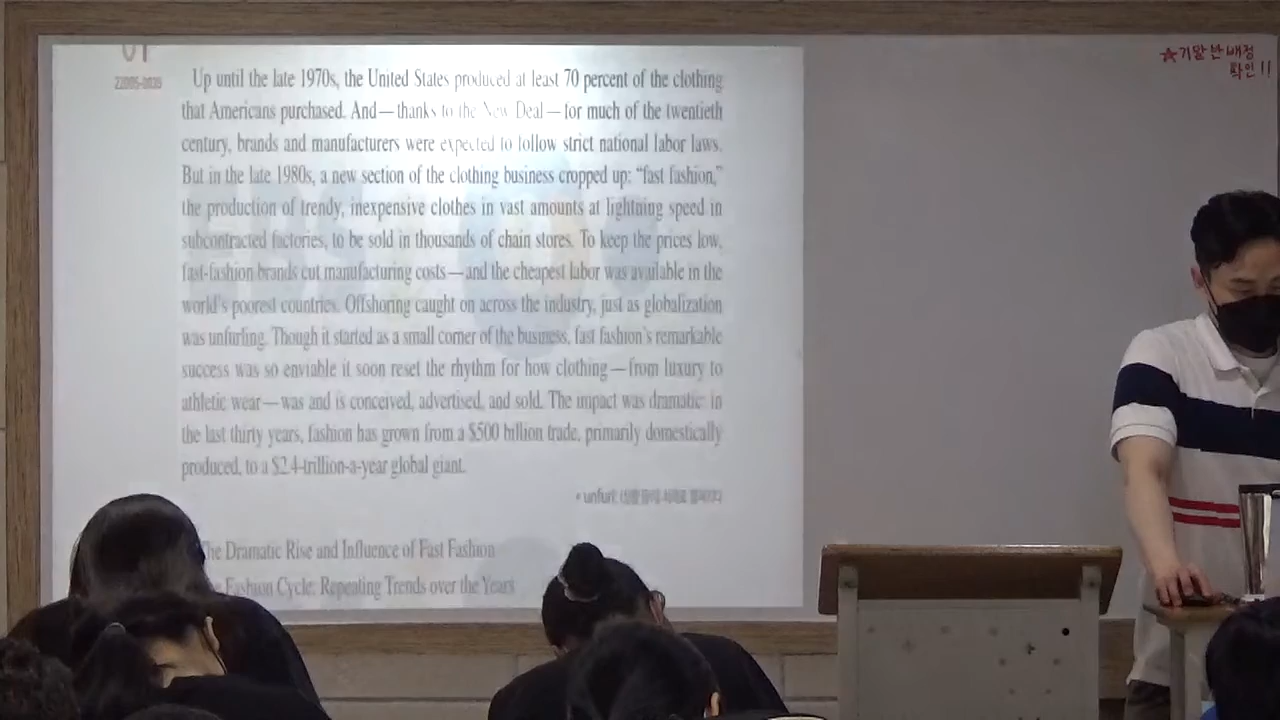 01
22005-0035
Up until the late 1970s, the United States produced at least 70 percent of the clothing
that Americans purchased. And—thanks to the New Deal—for much of the twentieth
century, brands and manufacturers were expected to follow strict national labor laws.
But in the late 1980s, a new section of the clothing business cropped up: “fast fashion,”
the production of trendy, inexpensive clothes in vast amounts at lightning speed in
subcontracted factories, to be sold in thousands of chain stores. To keep the prices low,
fast-fashion brands cut manufacturing costs—and the cheapest labor was available in the
world's poorest countries. Offshoring caught on across the industry, just as globalization
was unfurling. Though it started as a small corner of the business, fast fashion's remarkable
success was so enviable it soon reset the rhythm for how clothing—from luxury to
athletic wear—was and is conceived, advertised, and sold. The impact was dramatic: in
the last thirty years, fashion has grown from a $500 billion trade, primarily domestically
produced, to a $2.4-trillion-a-year global giant.
* unfurl
The Dramatic Rise and Influence of Fast Fashion
Fashion Cycle: Repeating Trends over the Years
☆기말 반 배정
확인!!